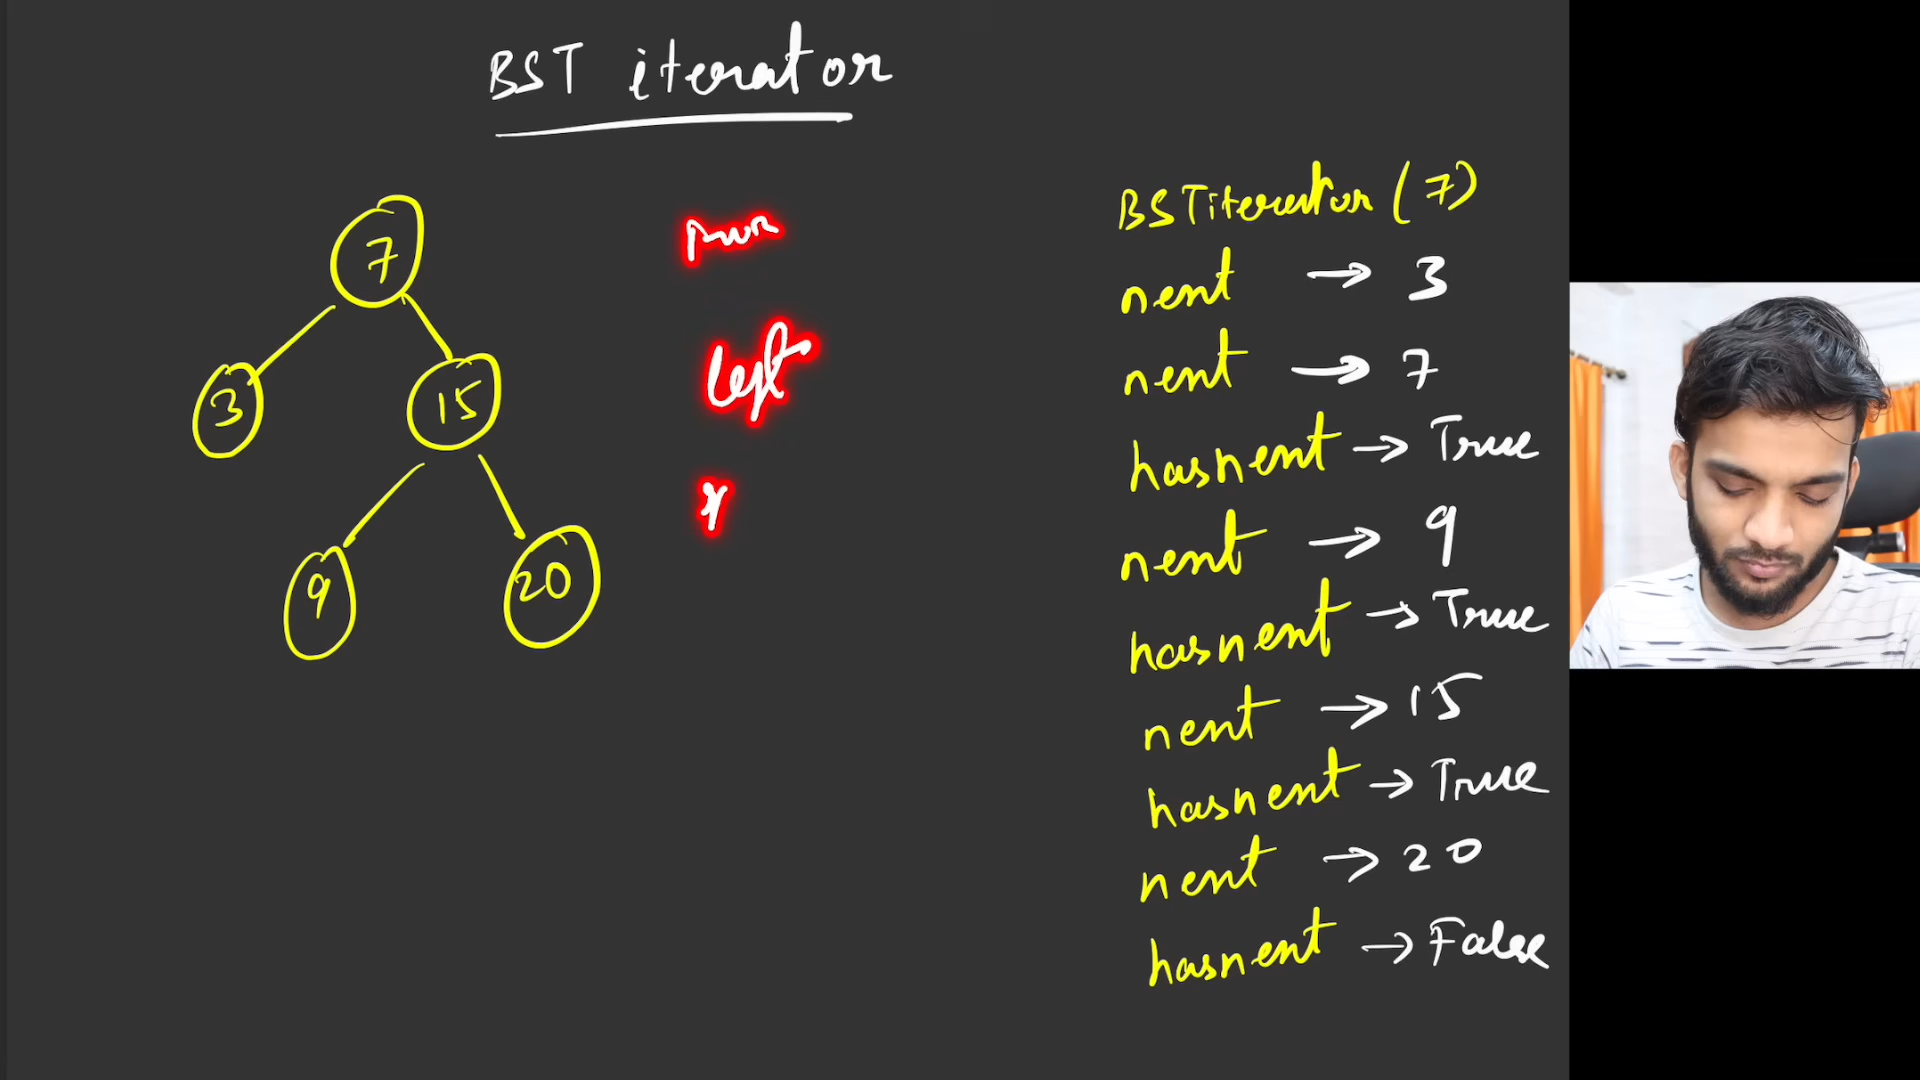 BST iterator
7
3
15
9
20
left
r
BSTiterator (7)
next → 3
next → 7
hasnext → True
next → 9
hasnext → True
next → 15
hasnext → True
next → 20
hasnext → False